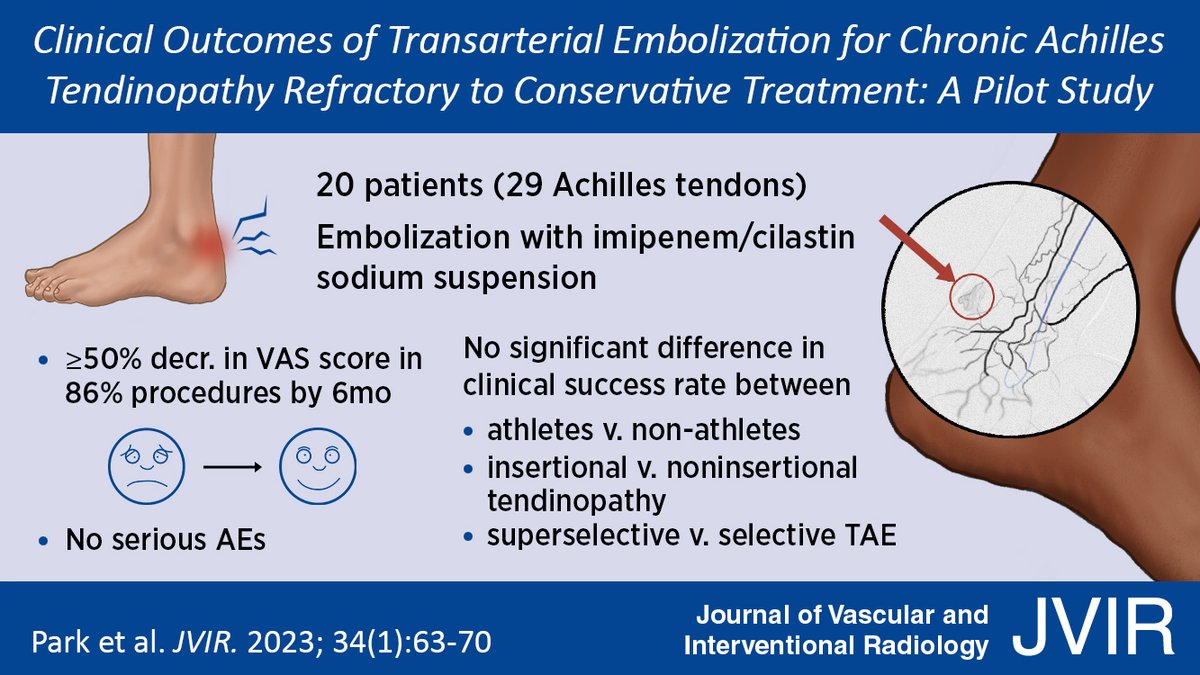 Clinical Outcomes of Transarterial Embolization for Chronic Achilles
Tendinopathy Refractory to Conservative Treatment: A Pilot Study
20 patients (29 Achilles tendons)
Embolization with imipenem/cilastin
sodium suspension
• ≥50% decr. in VAS score in
86% procedures by 6mo
• No serious AEs
No significant difference in
clinical success rate between
• athletes v. non-athletes
• insertional v. noninsertional
tendinopathy
• superselective v. selective TAE
Park et al. JVIR. 2023; 34(1):63-70
Journal of Vascular and
Interventional Radiology
JVIR